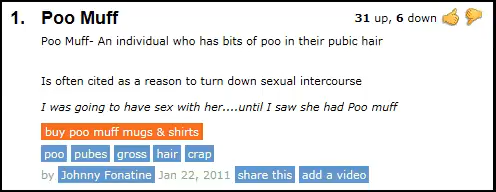 1. Poo Muff 31 up, 6 down
Poo Muff- An individual who has bits of poo in their pubic hair
Is often cited as a reason to turn down sexual intercourse
I was going to have sex with her....until I saw she had Poo muff
buy poo muff mugs & shirts
poo pubes gross hair crap
by Johnny Fonatine Jan 22, 2011 share this add a video